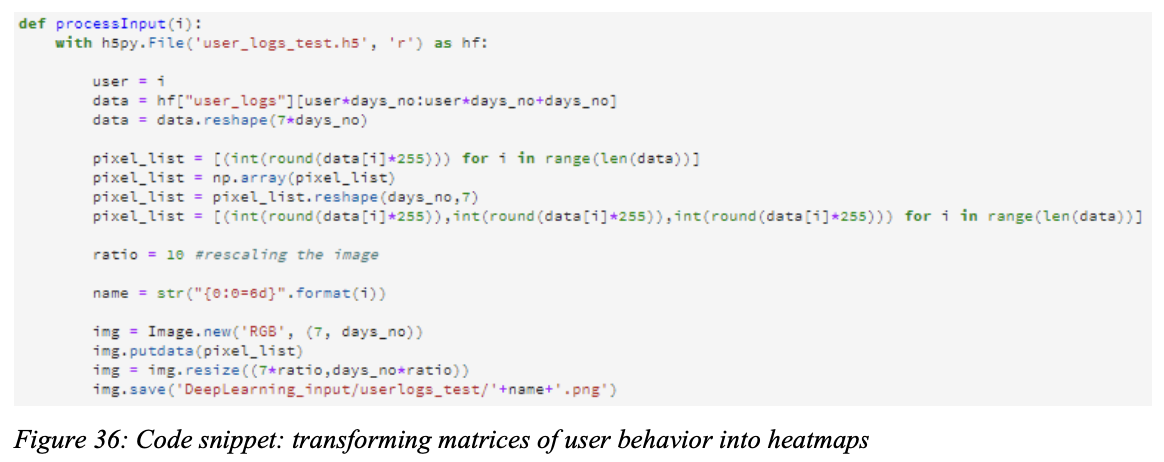 def processInput(i):
    with h5py.File('user_logs_test.h5', 'r') as hf:
        user = i
        data = hf["user_logs"][user*days_no:user*days_no+days_no]
        data = data.reshape(7*days_no)
        pixel_list = [(int(round(data[i]*255))) for i in range(len(data))]
        pixel_list = np.array(pixel_list)
        pixel_list = pixel_list.reshape(days_no,7)
        pixel_list = [(int(round(data[i]*255)),int(round(data[i]*255)),int(round(data[i]*255))) for i in range(len(data))]
        ratio = 10 #rescaling the image
        name = str("{0:0=6d}".format(i))
        img = Image.new('RGB', (7, days_no))
        img.putdata(pixel_list)
        img = img.resize((7*ratio,days_no*ratio))
        img.save('DeepLearning_input/userlogs_test/'+name+'.png')
Figure 36: Code snippet: transforming matrices of user behavior into heatmaps